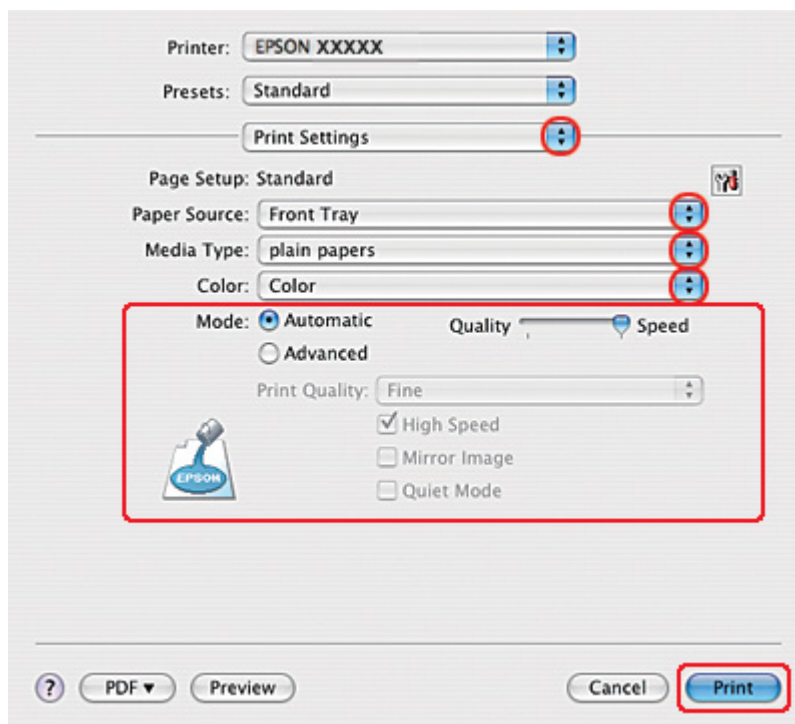 Printer: EPSON XXXXX
Presets: Standard
Print Settings
Page Setup: Standard
Paper Source: Front Tray
Media Type: plain papers
Color: Color
Mode: Automatic Quality Speed
Advanced
Print Quality: Fine
High Speed
Mirror Image
EPSON
Quiet Mode
? PDF ▼ Preview Cancel Print